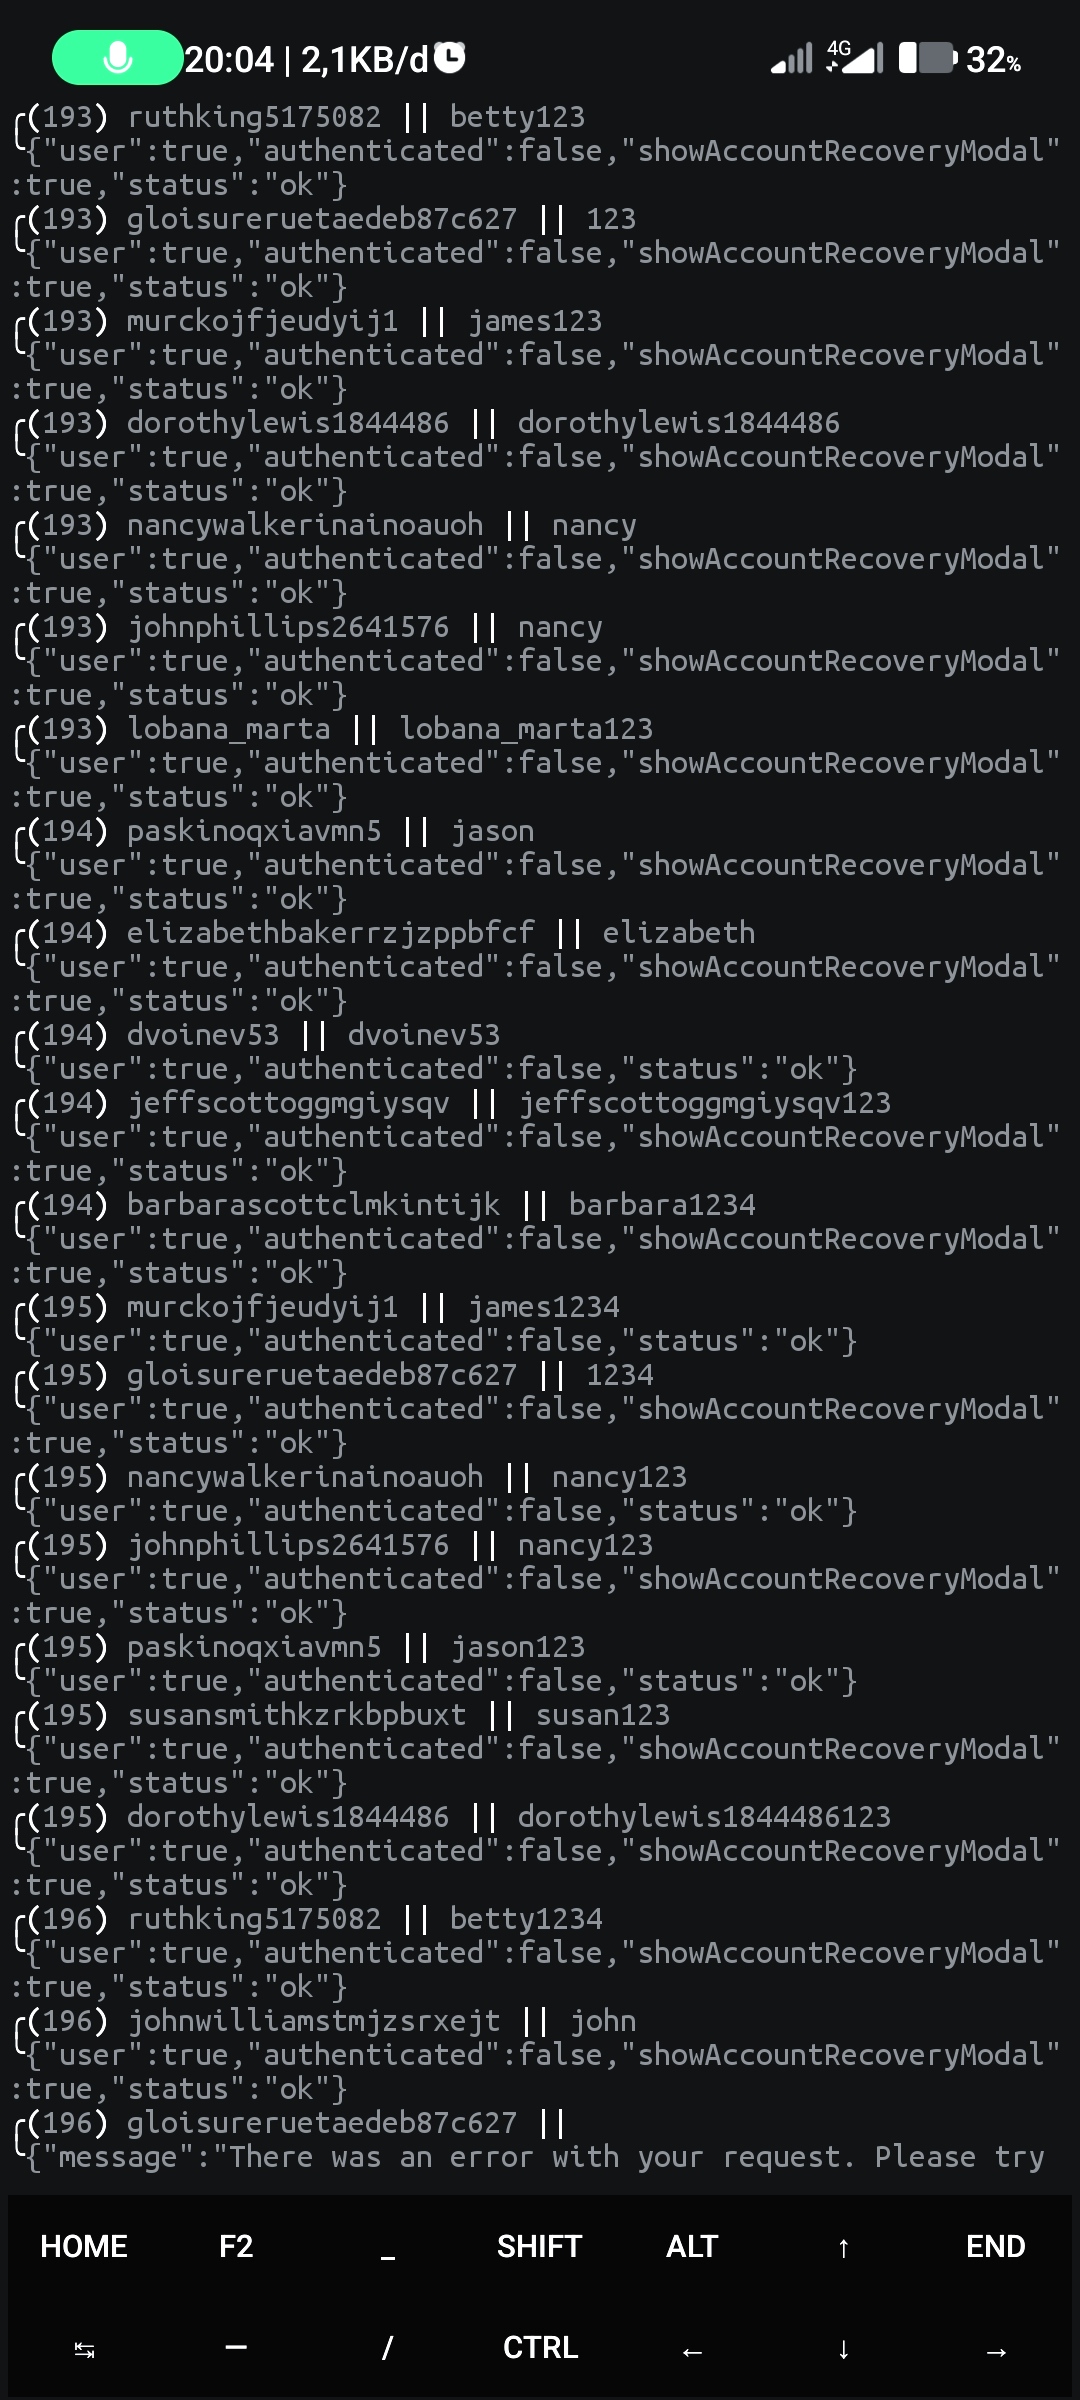 20:04 | 2,1KB/d 4G 32%
(193) ruthking5175082 || betty123
{"user":true,"authenticated":false,"showAccountRecoveryModal"
:true,"status":"ok"}
(193) gloisureruetaedeb87c627 || 123
{"user":true,"authenticated":false,"showAccountRecoveryModal"
:true,"status":"ok"}
(193) murckojfjeudyij1 || james123
{"user":true,"authenticated":false,"showAccountRecoveryModal"
:true,"status":"ok"}
(193) dorothylewis1844486 || dorothylewis1844486
{"user":true,"authenticated":false,"showAccountRecoveryModal"
:true,"status":"ok"}
(193) nancywalkerinainoauoh || nancy
{"user":true,"authenticated":false,"showAccountRecoveryModal"
:true,"status":"ok"}
(193) johnphillips2641576 || nancy
{"user":true,"authenticated":false,"showAccountRecoveryModal"
:true,"status":"ok"}
(193) lobana_marta || lobana_marta123
{"user":true,"authenticated":false,"showAccountRecoveryModal"
:true,"status":"ok"}
(194) paskinoqxiavmn5 || jason
{"user":true,"authenticated":false,"showAccountRecoveryModal"
:true,"status":"ok"}
(194) elizabethbakerrzjzppbfcf || elizabeth
{"user":true,"authenticated":false,"showAccountRecoveryModal"
:true,"status":"ok"}
(194) dvoinev53 || dvoinev53
{"user":true,"authenticated":false,"status":"ok"}
(194) jeffscottoggmgiysqv || jeffscottoggmgiysqv123
{"user":true,"authenticated":false,"showAccountRecoveryModal"
:true,"status":"ok"}
(194) barbarascottclmkintijk || barbara1234
{"user":true,"authenticated":false,"showAccountRecoveryModal"
:true,"status":"ok"}
(195) murckojfjeudyij1 || james1234
{"user":true,"authenticated":false,"status":"ok"}
(195) gloisureruetaedeb87c627 || 1234
{"user":true,"authenticated":false,"showAccountRecoveryModal"
:true,"status":"ok"}
(195) nancywalkerinainoauoh || nancy123
{"user":true,"authenticated":false,"status":"ok"}
(195) johnphillips2641576 || nancy123
{"user":true,"authenticated":false,"showAccountRecoveryModal"
:true,"status":"ok"}
(195) paskinoqxiavmn5 || jason123
{"user":true,"authenticated":false,"status":"ok"}
(195) susansmithkzrkbpbuxt || susan123
{"user":true,"authenticated":false,"showAccountRecoveryModal"
:true,"status":"ok"}
(195) dorothylewis1844486 || dorothylewis1844486123
{"user":true,"authenticated":false,"showAccountRecoveryModal"
:true,"status":"ok"}
(196) ruthking5175082 || betty1234
{"user":true,"authenticated":false,"showAccountRecoveryModal"
:true,"status":"ok"}
(196) johnwilliamstmjzsrxejt || john
{"user":true,"authenticated":false,"showAccountRecoveryModal"
:true,"status":"ok"}
(196) gloisureruetaedeb87c627 ||
{"message":"There was an error with your request. Please try
HOME F2 _ SHIFT ALT ↑ END
↹ — / CTRL ← ↓ →